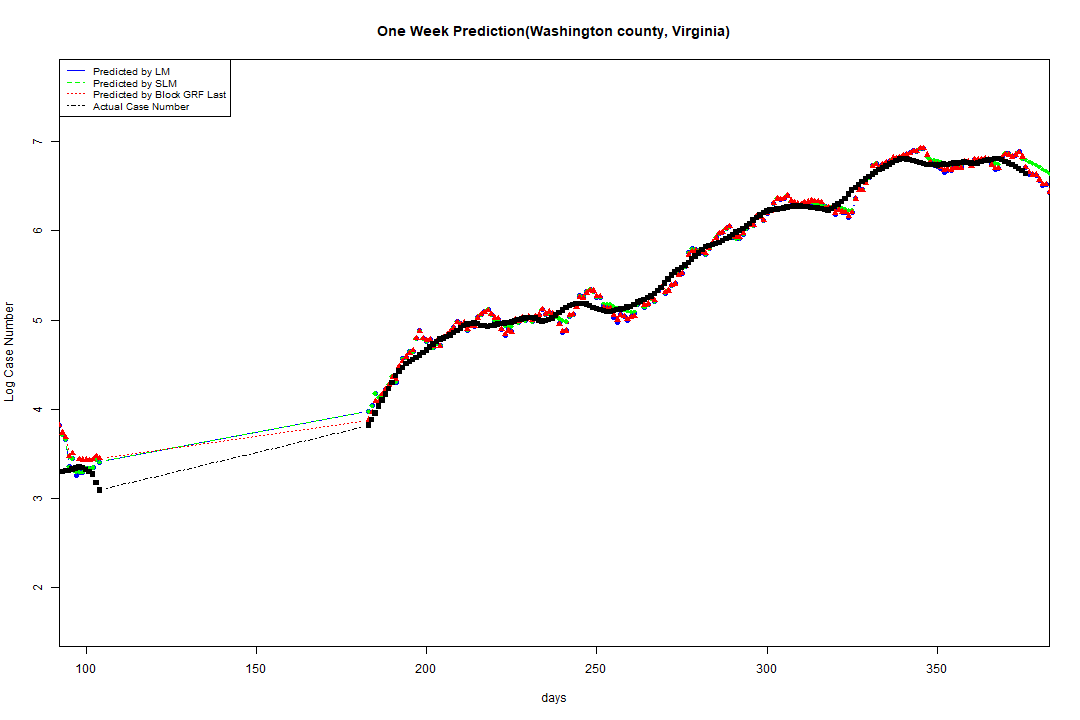 One Week Prediction(Washington county, Virginia)
Predicted by LM
Predicted by SLM
Predicted by Block GRF Last
Actual Case Number
Log Case Number
7
6
5
4
3
2
100 150 200 250 300 350
days